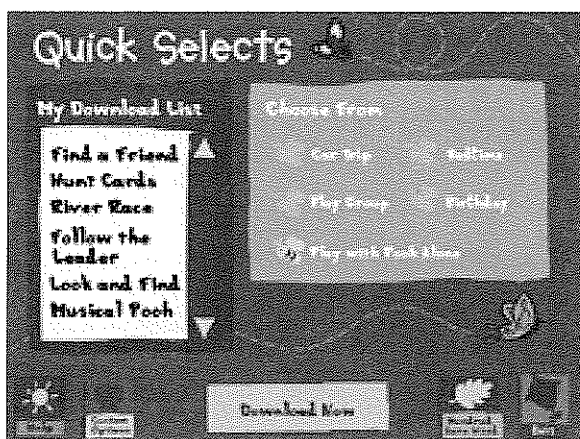 Quick Selects
My Download List
Find a Friend
Hunt Cards
River Race
Follow the
Leader
Look and Find
Musical Pooh
Choose from
Car Trip
Bedtime
Play Group
Birthday
Play with Pooh Alone
Download Now
Help